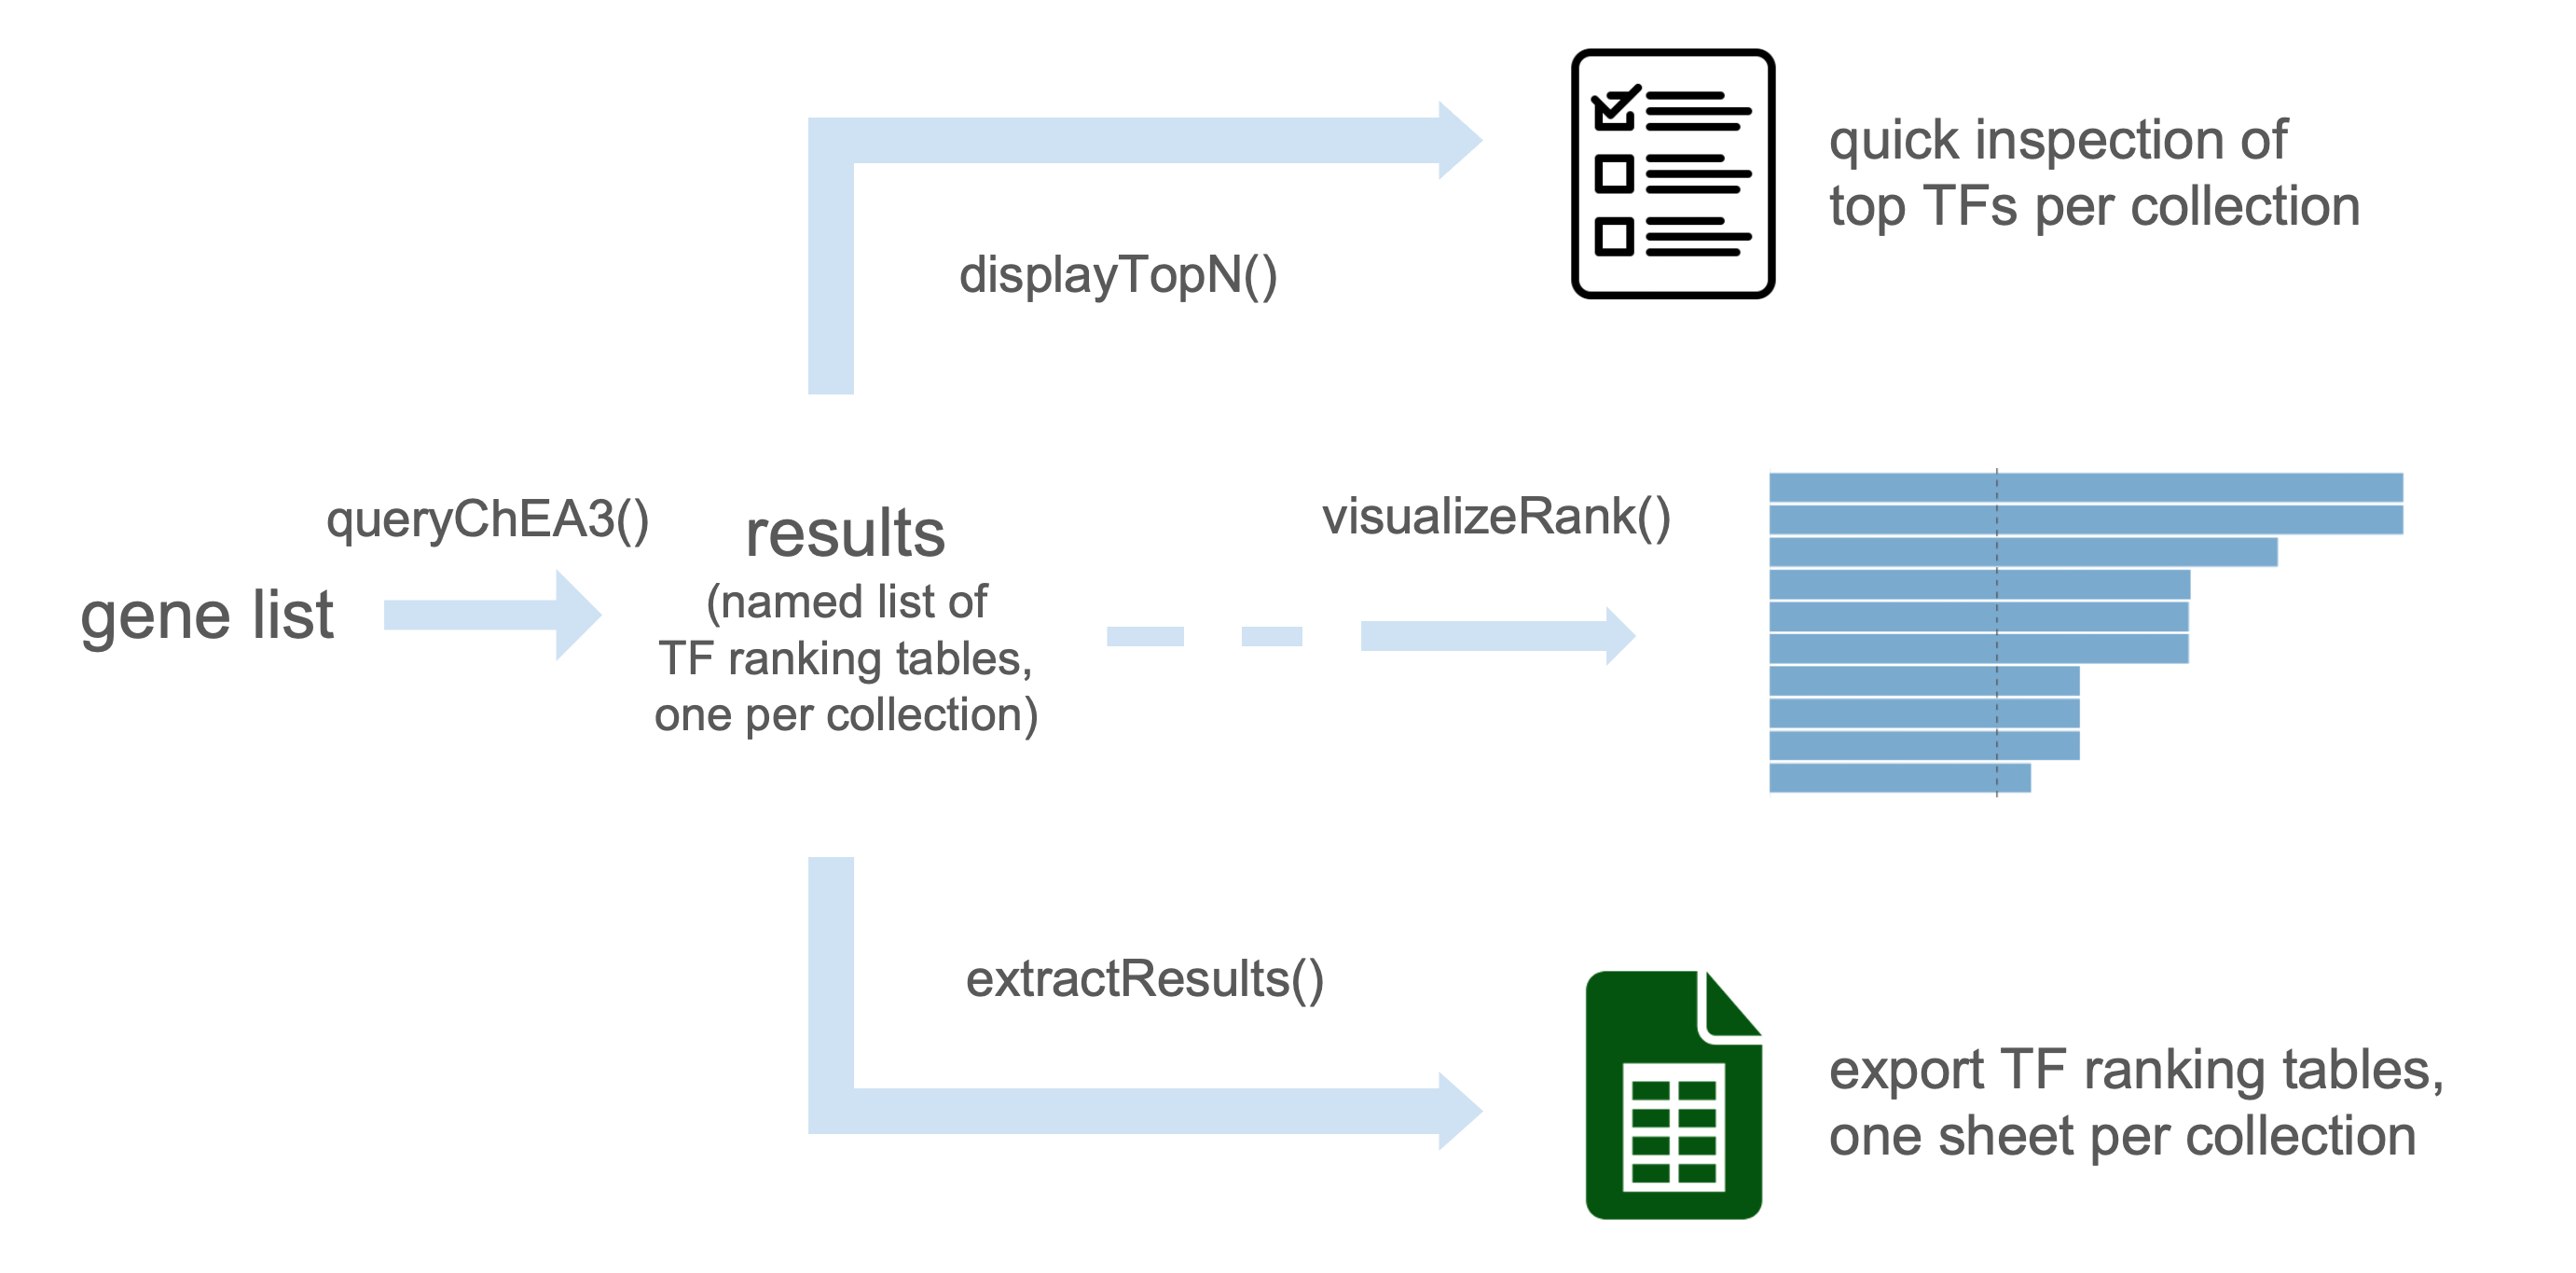 quick inspection of
top TFs per collection
displayTopN()
queryChEA3()
gene list
results
(named list of
TF ranking tables,
one per collection)
visualizeRank()
extractResults()
export TF ranking tables,
one sheet per collection